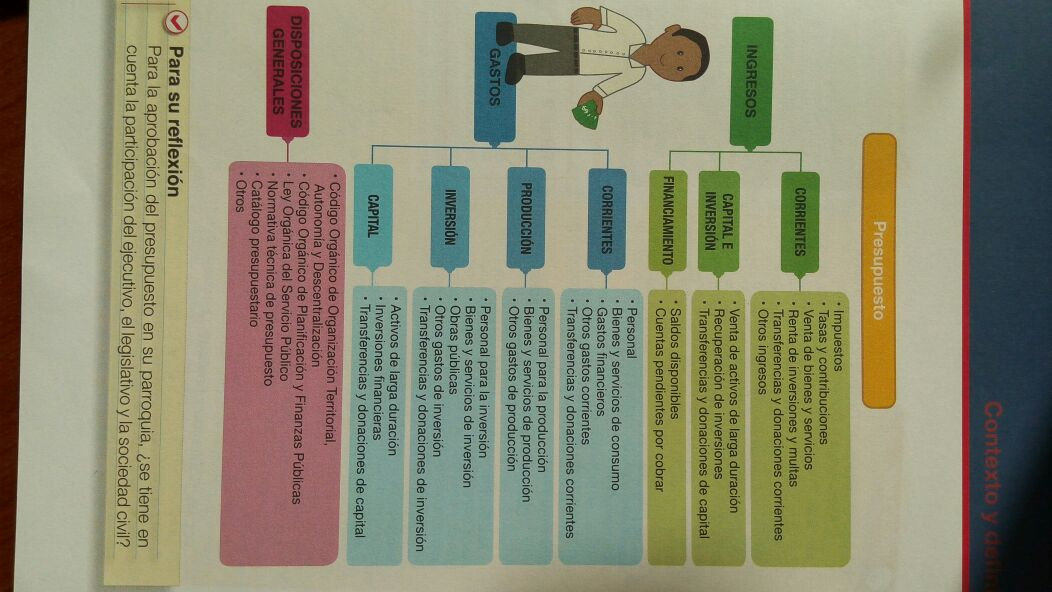 Contexto y
Presupuesto
INGRESOS
CORRIENTES
• Impuestos
• Tasas y contribuciones
• Venta de bienes y servicios
• Renta de inversiones y multas
• Transferencias y donaciones corrientes
• Otros ingresos
CAPITAL E
INVERSIÓN
• Venta de activos de larga duración
• Recuperación de inversiones
• Transferencias y donaciones de capital
FINANCIAMIENTO
• Saldos disponibles
• Cuentas pendientes por cobrar
GASTOS
CORRIENTES
• Personal
• Bienes y servicios de consumo
• Gastos financieros
• Otros gastos corrientes
• Transferencias y donaciones corrientes
PRODUCCIÓN
• Personal para la produción
• Bienes y servicios de producción
• Otros gastos de producción
INVERSIÓN
• Personal para la inversión
• Bienes y servicios de inversión
• Obras públicas
• Otros gastos de inversión
• Transferencias y donaciones de inversión
CAPITAL
• Activos de larga duración
• Inversiones financieras
• Transferencias y donaciones de capital
DISPOSICIONES
GENERALES
• Código Orgánico de Organización Territorial,
Autonomía y Descentralización
• Código Orgánico de Planificación y Finanzas Públicas
• Ley Orgánica del Servicio Público
• Normativa técnica de presupuesto
• Catálogo presupuestario
• Otros
Para su reflexión
Para la aprobación del presupuesto en su parroquia, ¿se tiene en
cuenta la participación del ejecutivo, el legislativo y la sociedad civil?